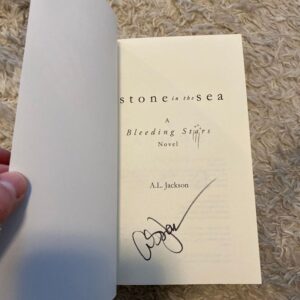 stone in the sea
A
Bleeding Stars
Novel
A.L. Jackson